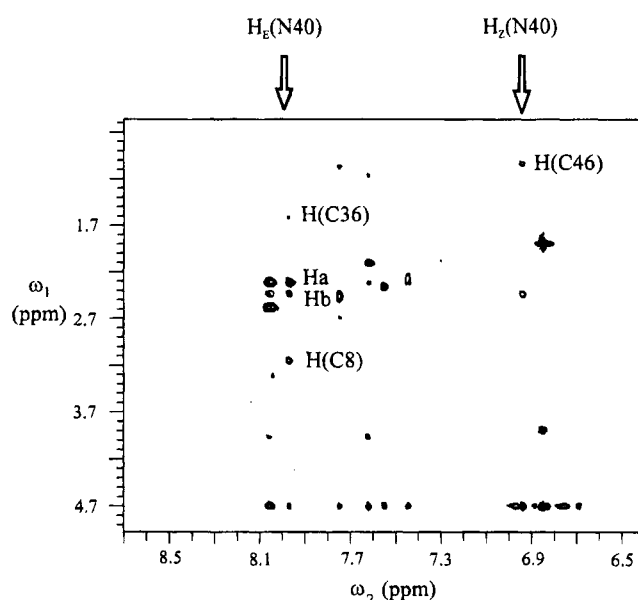 H_E(N40) H_Z(N40)
H(C46)
H(C36)
1.7
Ha
ω₁
Hb
(ppm)
2.7
H(C8)
3.7
4.7
8.5 8.1 7.7 7.3 6.9 6.5
ω₂ (ppm)